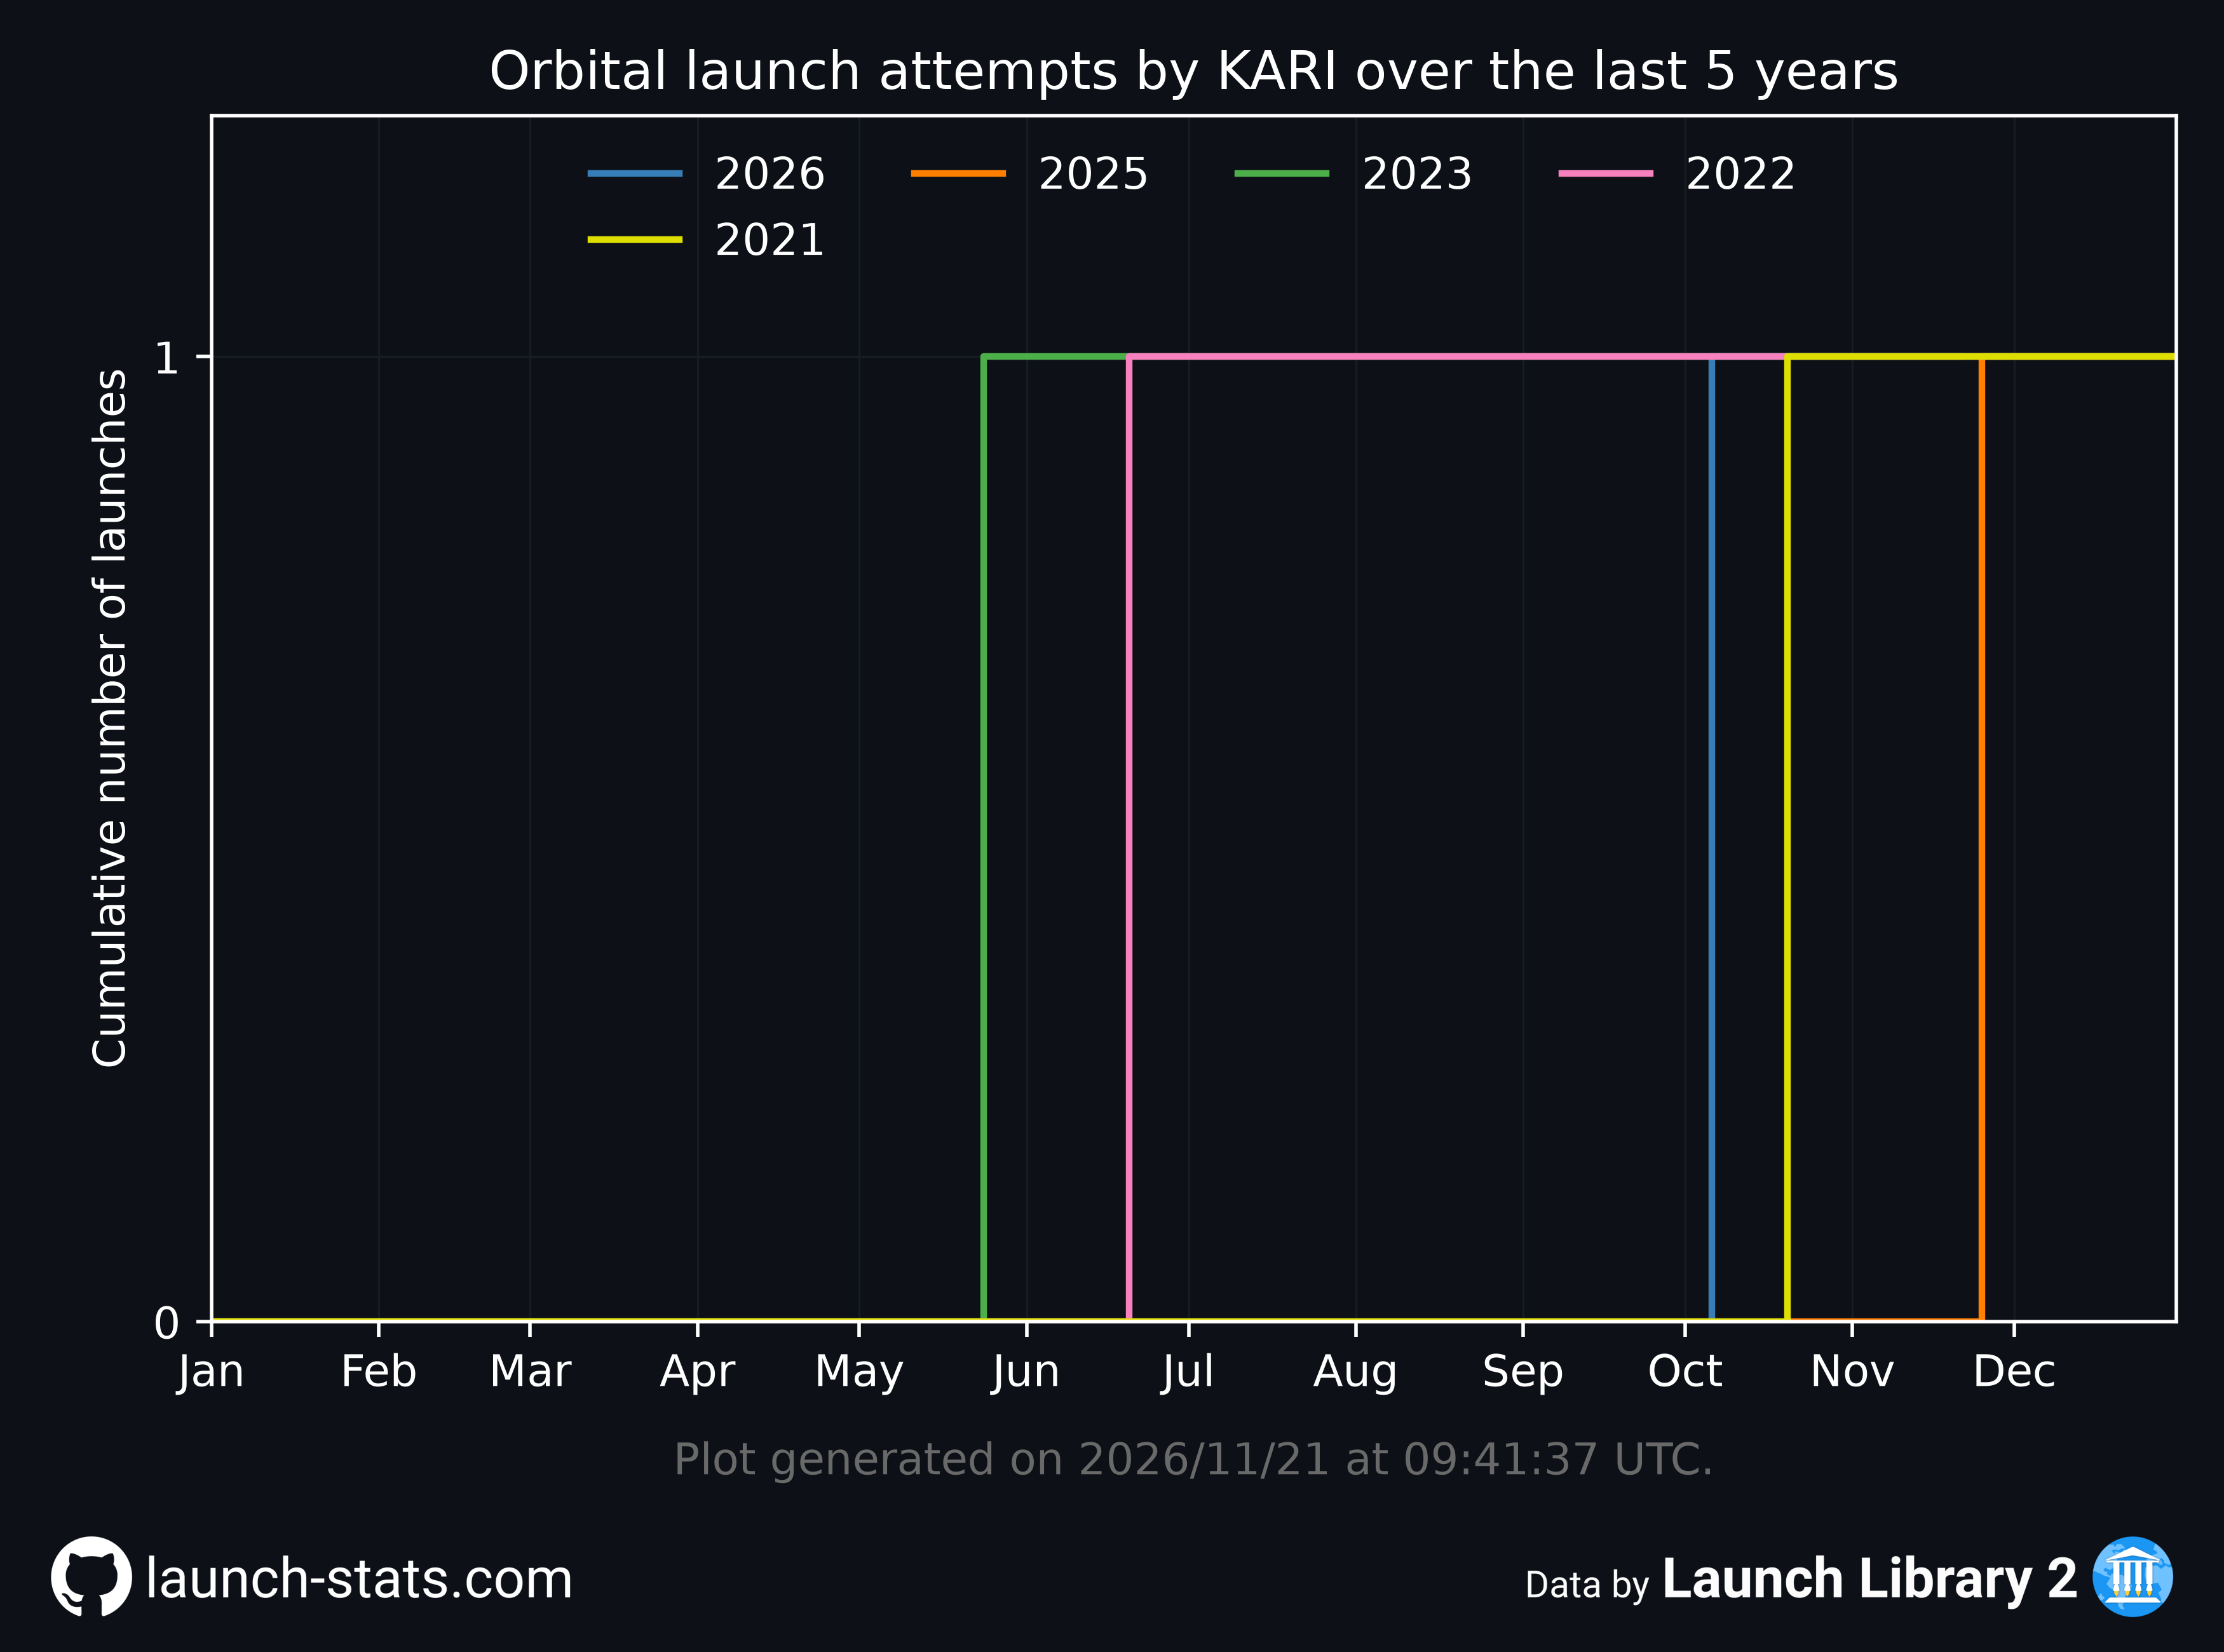 Orbital launch attempts by KARI over the last 5 years
2026 2025 2023 2022
2021
Cumulative number of launches
1
0
Jan Feb Mar Apr May Jun Jul Aug Sep Oct Nov Dec
Plot generated on 2026/11/21 at 09:41:37 UTC.
launch-stats.com
Data by Launch Library 2